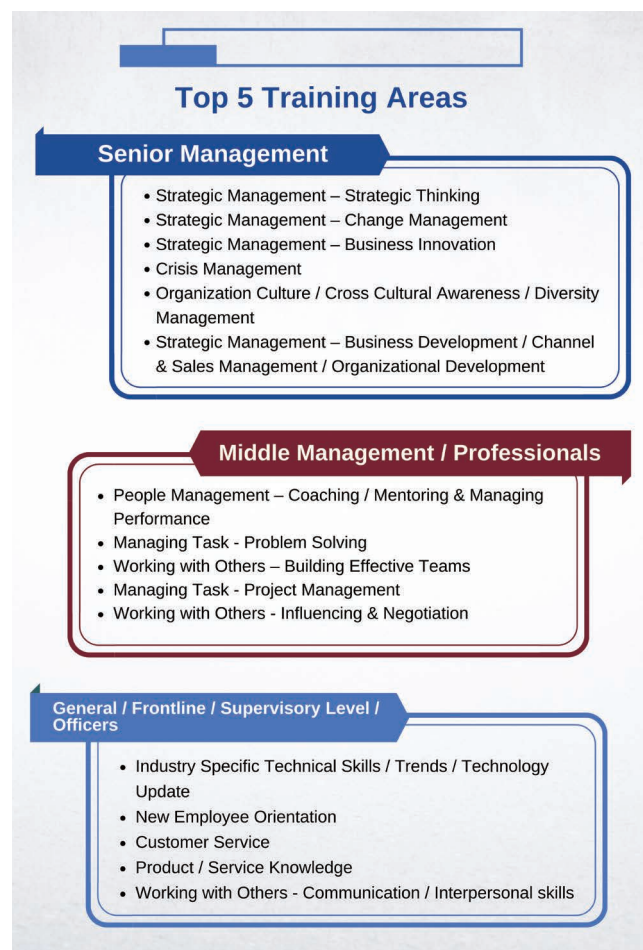 Top 5 Training Areas
Senior Management
• Strategic Management – Strategic Thinking
• Strategic Management – Change Management
• Strategic Management – Business Innovation
• Crisis Management
• Organization Culture / Cross Cultural Awareness / Diversity
Management
• Strategic Management – Business Development / Channel
& Sales Management / Organizational Development
Middle Management / Professionals
• People Management – Coaching / Mentoring & Managing
Performance
• Managing Task - Problem Solving
• Working with Others – Building Effective Teams
• Managing Task - Project Management
• Working with Others - Influencing & Negotiation
General / Frontline / Supervisory Level /
Officers
• Industry Specific Technical Skills / Trends / Technology
Update
• New Employee Orientation
• Customer Service
• Product / Service Knowledge
• Working with Others - Communication / Interpersonal skills